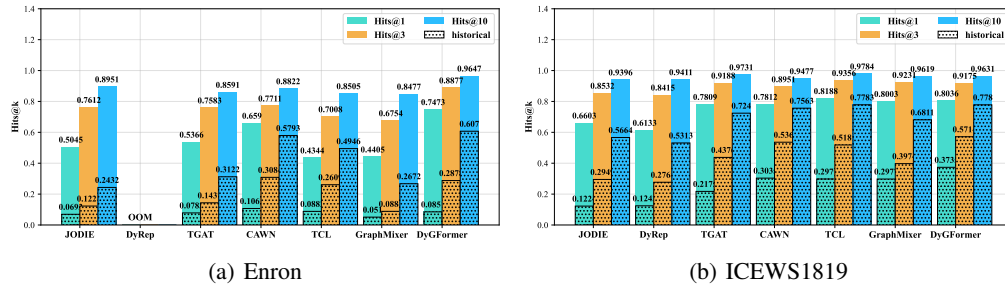 Hits@1 Hits@10
Hits@3 historical
Hits@k
1.4
1.2
1.0
0.8
0.6
0.4
0.2
0.0
0.5045 0.7612 0.8951
0.069 0.122 0.2432
OOM
0.5366 0.7583 0.8591
0.078 0.143 0.3122
0.659 0.7711 0.8822
0.106 0.308 0.5793
0.4344 0.7008 0.8505
0.088 0.260 0.4946
0.4405 0.6754 0.8477
0.05 0.088 0.2672
0.7473 0.8877 0.9647
0.085 0.287 0.607
JODIE DyRep TGAT CAWN TCL GraphMixer DyGFormer
(a) Enron
Hits@1 Hits@10
Hits@3 historical
Hits@k
1.4
1.2
1.0
0.8
0.6
0.4
0.2
0.0
0.6603 0.8532 0.9396
0.122 0.294 0.5664
0.6133 0.8415 0.9411
0.124 0.276 0.5313
0.7809 0.9188 0.9731
0.217 0.437 0.724
0.7812 0.8951 0.9477
0.303 0.536 0.7563
0.8188 0.9356 0.9784
0.297 0.518 0.7783
0.8003 0.9231 0.9619
0.297 0.397 0.6811
0.8036 0.9175 0.9631
0.373 0.571 0.778
JODIE DyRep TGAT CAWN TCL GraphMixer DyGFormer
(b) ICEWS1819